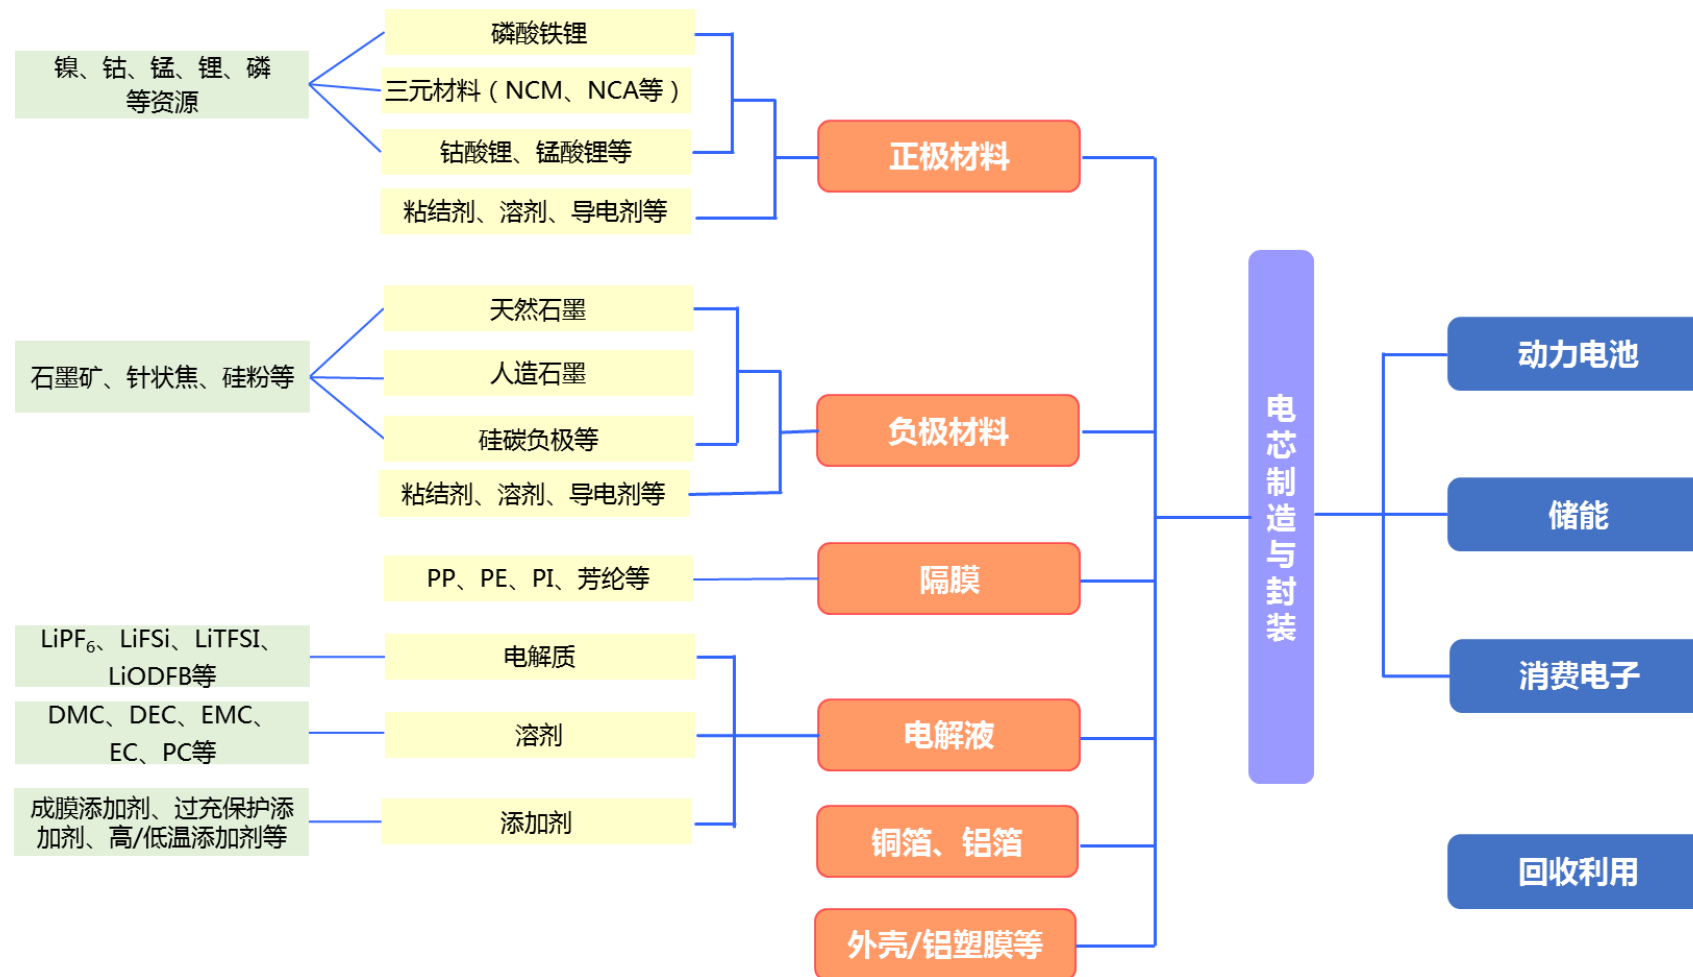 镍、钴、锰、锂、磷
等资源
磷酸铁锂
三元材料（NCM、NCA等）
钴酸锂、锰酸锂等
粘结剂、溶剂、导电剂等
正极材料
石墨矿、针状焦、硅粉等
天然石墨
人造石墨
硅碳负极等
粘结剂、溶剂、导电剂等
负极材料
PP、PE、PI、芳纶等
隔膜
LiPF₆、LiFSi、LiTFSI、
LiODFB等
电解质
DMC、DEC、EMC、
EC、PC等
溶剂
成膜添加剂、过充保护添
加剂、高/低温添加剂等
添加剂
电解液
铜箔、铝箔
外壳/铝塑膜等
电芯制造与封装
动力电池
储能
消费电子
回收利用